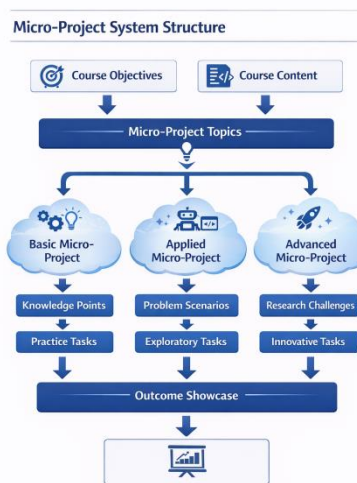 Micro-Project System Structure
Course Objectives
Course Content
Micro-Project Topics
Basic Micro-
Project
Applied
Micro-Project
Advanced
Micro-Project
Knowledge Points
Problem Scenarios
Research Challenges
Practice Tasks
Exploratory Tasks
Innovative Tasks
Outcome Showcase